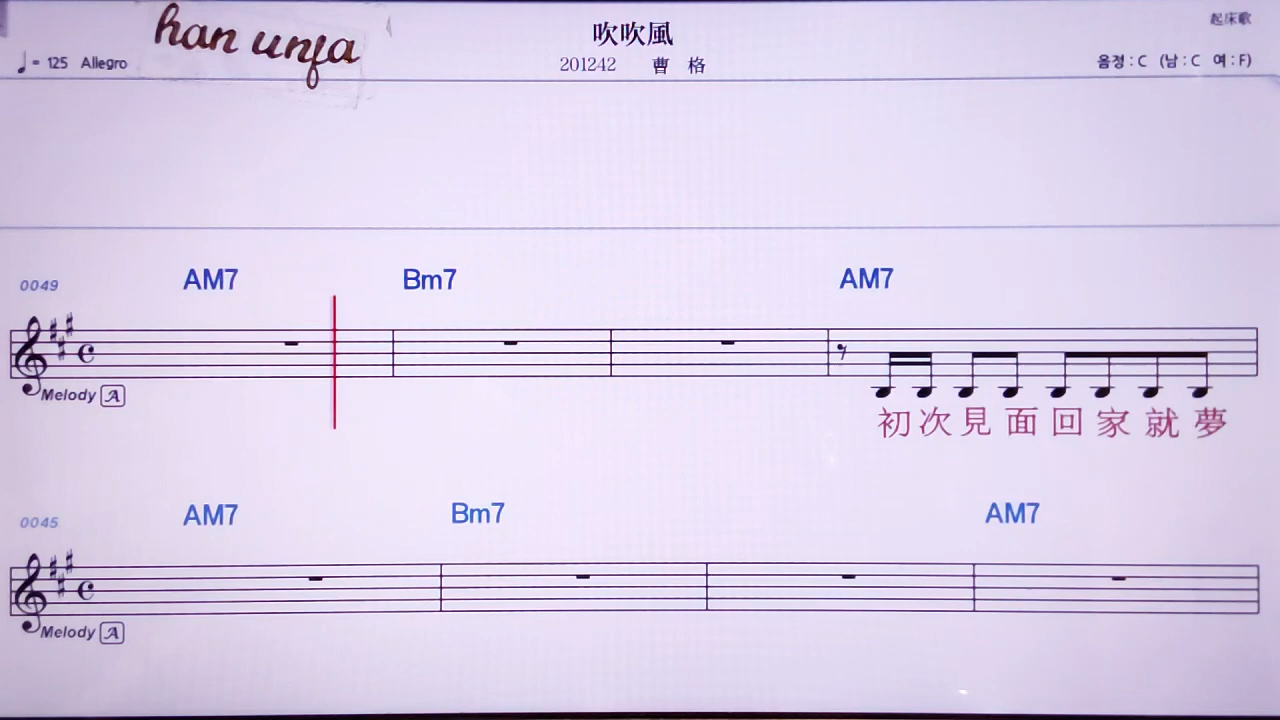 han unfa
吹吹風
起床歌
♩= 125 Allegro
201242 曹 格
음정 : C (남 : C 여 : F)
AM7 Bm7 AM7
0049
Melody A
初次見面回家就夢
AM7 Bm7 AM7
0045
Melody A